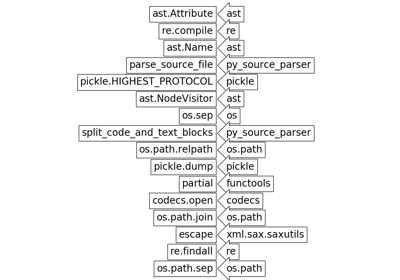 ast.Attribute ast
re.compile re
ast.Name ast
parse_source_file py_source_parser
pickle.HIGHEST_PROTOCOL pickle
ast.NodeVisitor ast
os.sep os
split_code_and_text_blocks py_source_parser
os.path.relpath os.path
pickle.dump pickle
partial functools
codecs.open codecs
os.path.join os.path
escape xml.sax.saxutils
re.findall re
os.path.sep os.path